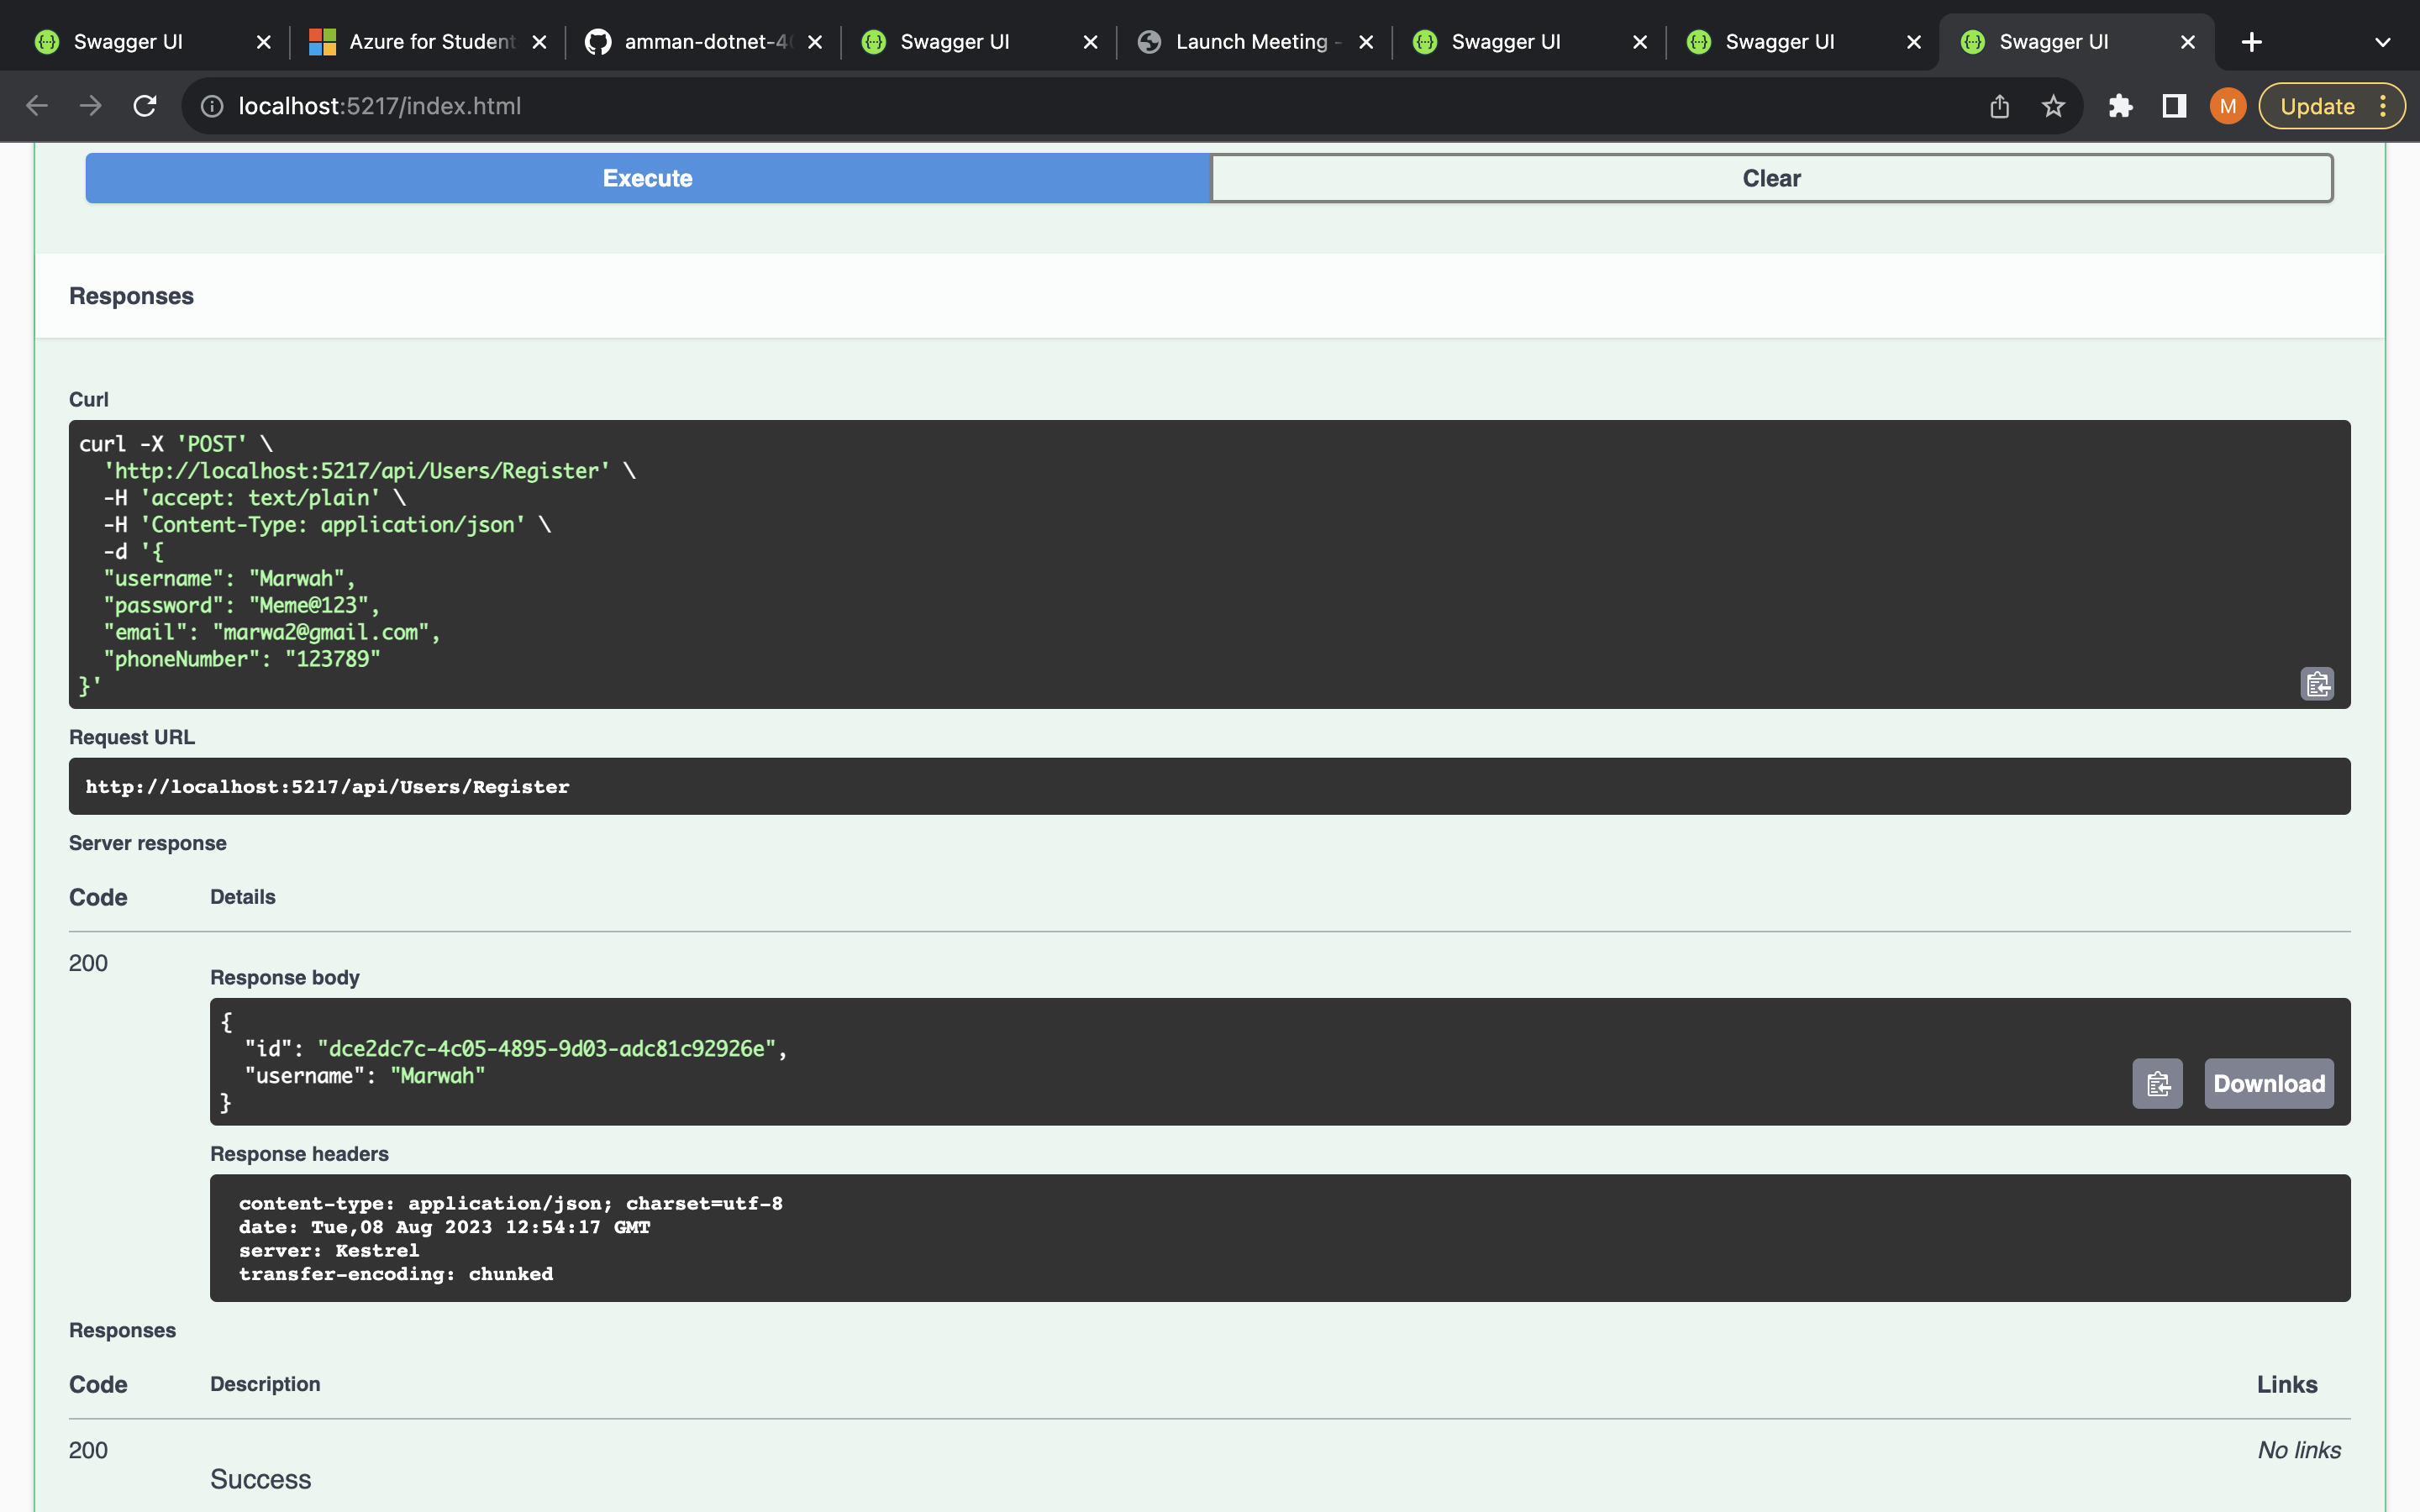 Swagger UI
Azure for Student
amman-dotnet-4
Swagger UI
Launch Meeting -
Swagger UI
Swagger UI
Swagger UI
localhost:5217/index.html
M
Update
Execute
Clear
Responses
Curl
curl -X 'POST' \
'http://localhost:5217/api/Users/Register' \
-H 'accept: text/plain' \
-H 'Content-Type: application/json' \
-d '{
"username": "Marwah",
"password": "Meme@123",
"email": "marwa2@gmail.com",
"phoneNumber": "123789"
}'
Request URL
http://localhost:5217/api/Users/Register
Server response
Code Details
200
Response body
{
"id": "dce2dc7c-4c05-4895-9d03-adc81c92926e",
"username": "Marwah"
}
Download
Response headers
content-type: application/json; charset=utf-8
date: Tue,08 Aug 2023 12:54:17 GMT
server: Kestrel
transfer-encoding: chunked
Responses
Code Description Links
200 No links
Success